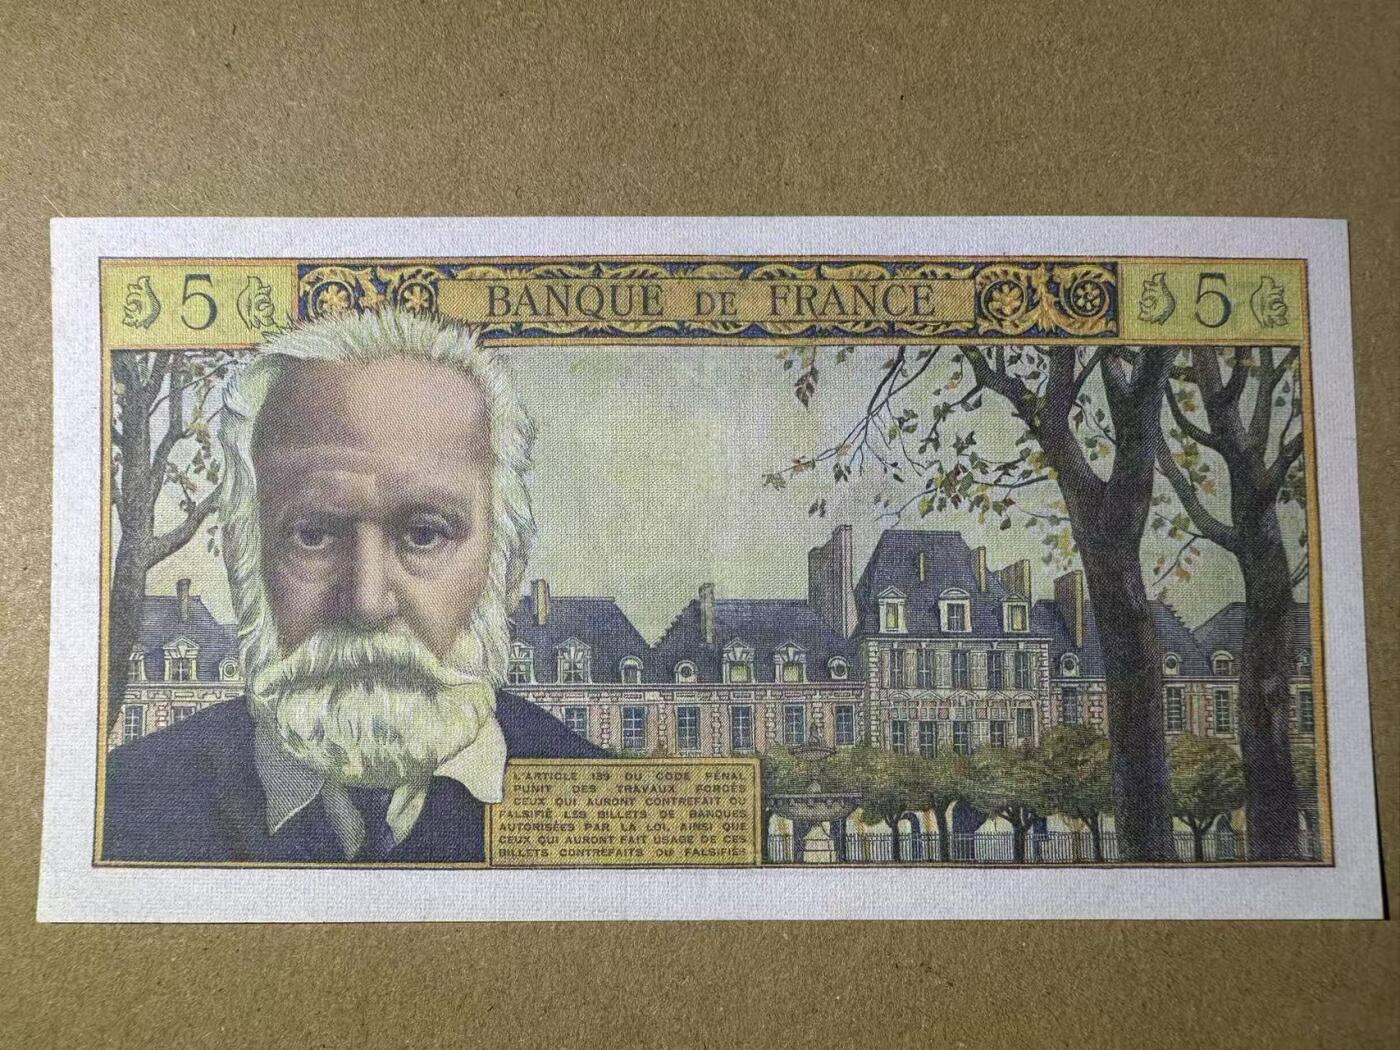 5 BANQUE DE FRANCE 5
L'ARTICLE 139 DU CODE PÉNAL
PUNIT DES TRAVAUX FORCÉS
CEUX QUI AURONT CONTREFAIT OU
FALSIFIÉ LES BILLETS DE BANQUES
AUTORISÉES PAR LA LOI, AINSI QUE
CEUX QUI AURONT FAIT USAGE DE CES
BILLETS CONTREFAITS OU FALSIFIÉS